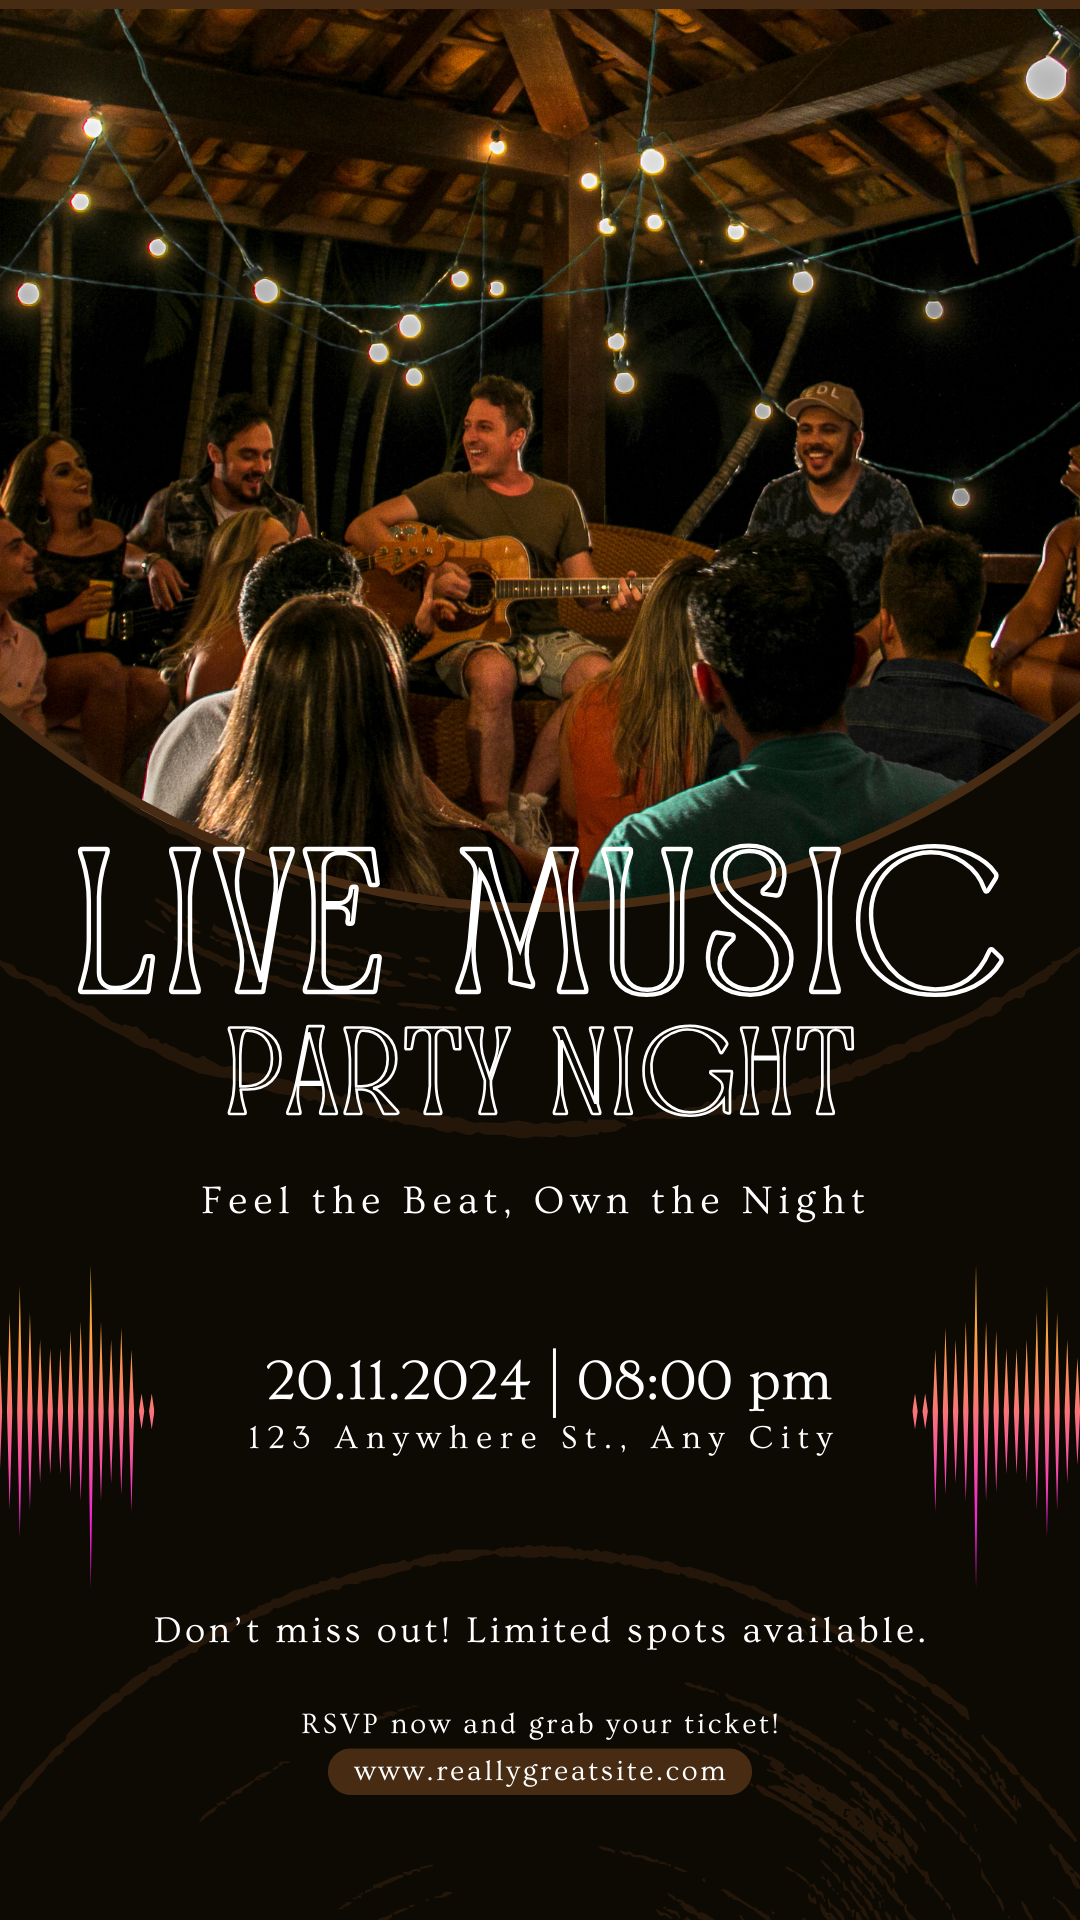 LIVE MUSIC
PARTY NIGHT
Feel the Beat, Own the Night
20.11.2024 | 08:00 pm
123 Anywhere St., Any City
Don't miss out! Limited spots available.
RSVP now and grab your ticket!
www.reallygreatsite.com